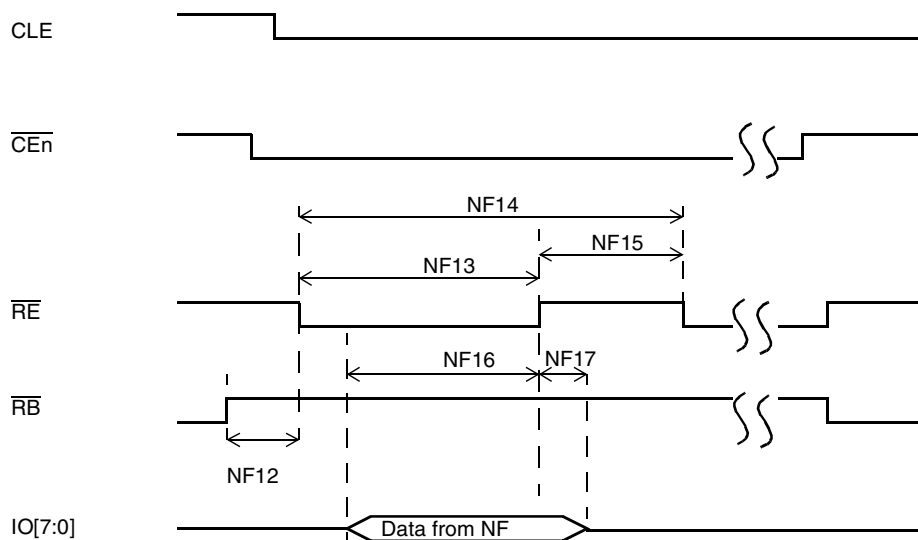 CLE
CEn
NF14
NF15
NF13
RE
NF16
NF17
RB
NF12
IO[7:0]
Data from NF